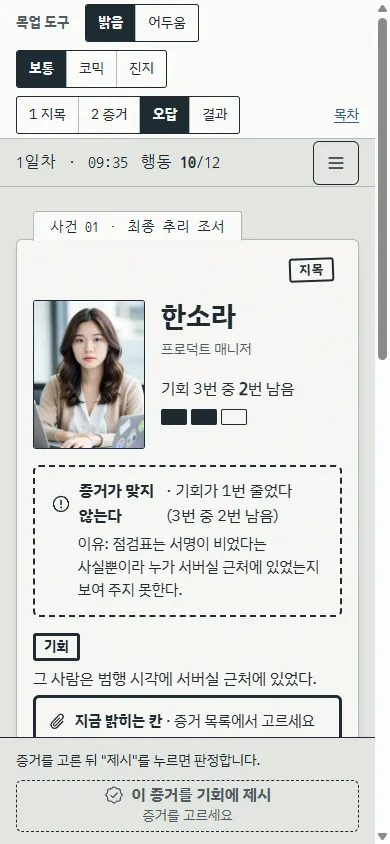 목업 도구 밝음 어두움
보통 코믹 진지
1 지목 2 증거 오답 결과 목차
1일차 · 09:35 행동 10/12
사건 01 · 최종 추리 조서
지목
한소라
프로덕트 매니저
기회 3번 중 2번 남음
증거가 맞지 않는다 · 기회가 1번 줄었다 (3번 중 2번 남음)
이유: 점검표는 서명이 비었다는
사실뿐이라 누가 서버실 근처에 있었는지
보여 주지 못한다.
기회
그 사람은 범행 시각에 서버실 근처에 있었다.
지금 밝히는 칸 · 증거 목록에서 고르세요
증거를 고른 뒤 "제시"를 누르면 판정합니다.
이 증거를 기회에 제시
증거를 고르세요